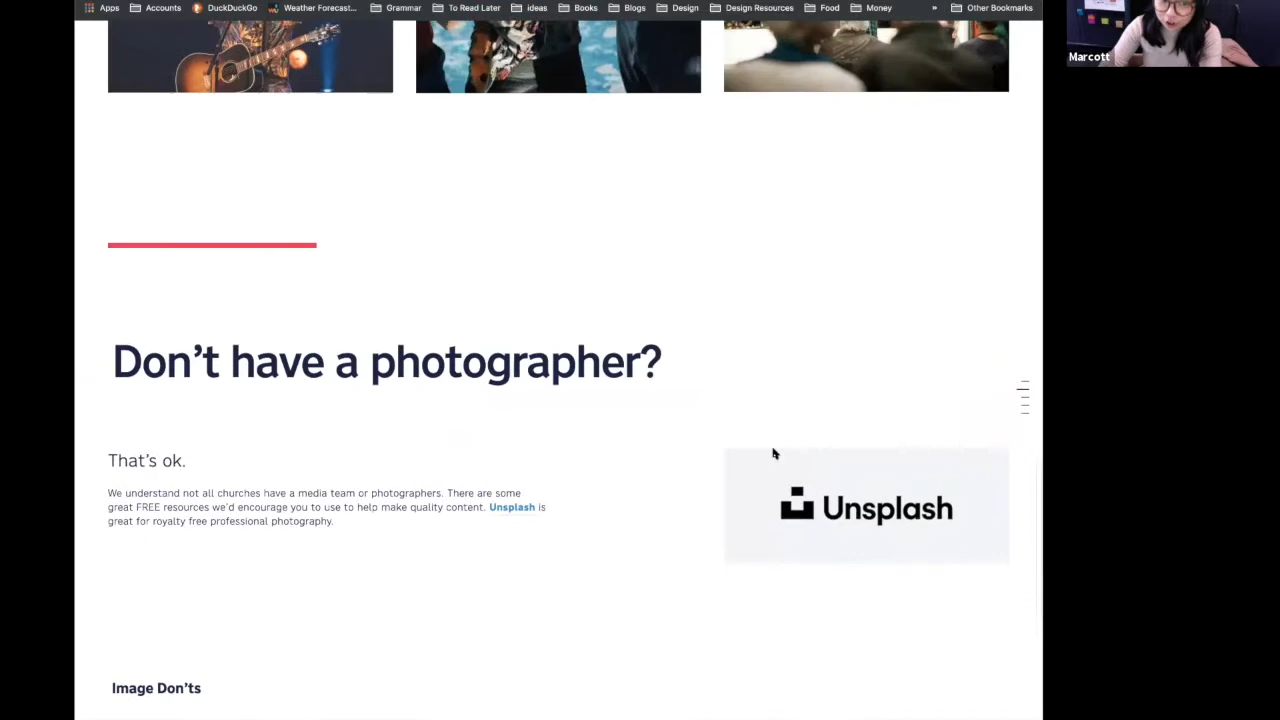 Apps Accounts DuckDuckGo Weather Forecast... Grammar To Read Later ideas Books Blogs Design Design Resources Food Money » Other Bookmarks
Marcott
Don't have a photographer?
That's ok.
We understand not all churches have a media team or photographers. There are some
great FREE resources we'd encourage you to use to help make quality content. Unsplash is
great for royalty free professional photography.
Unsplash
Image Don'ts